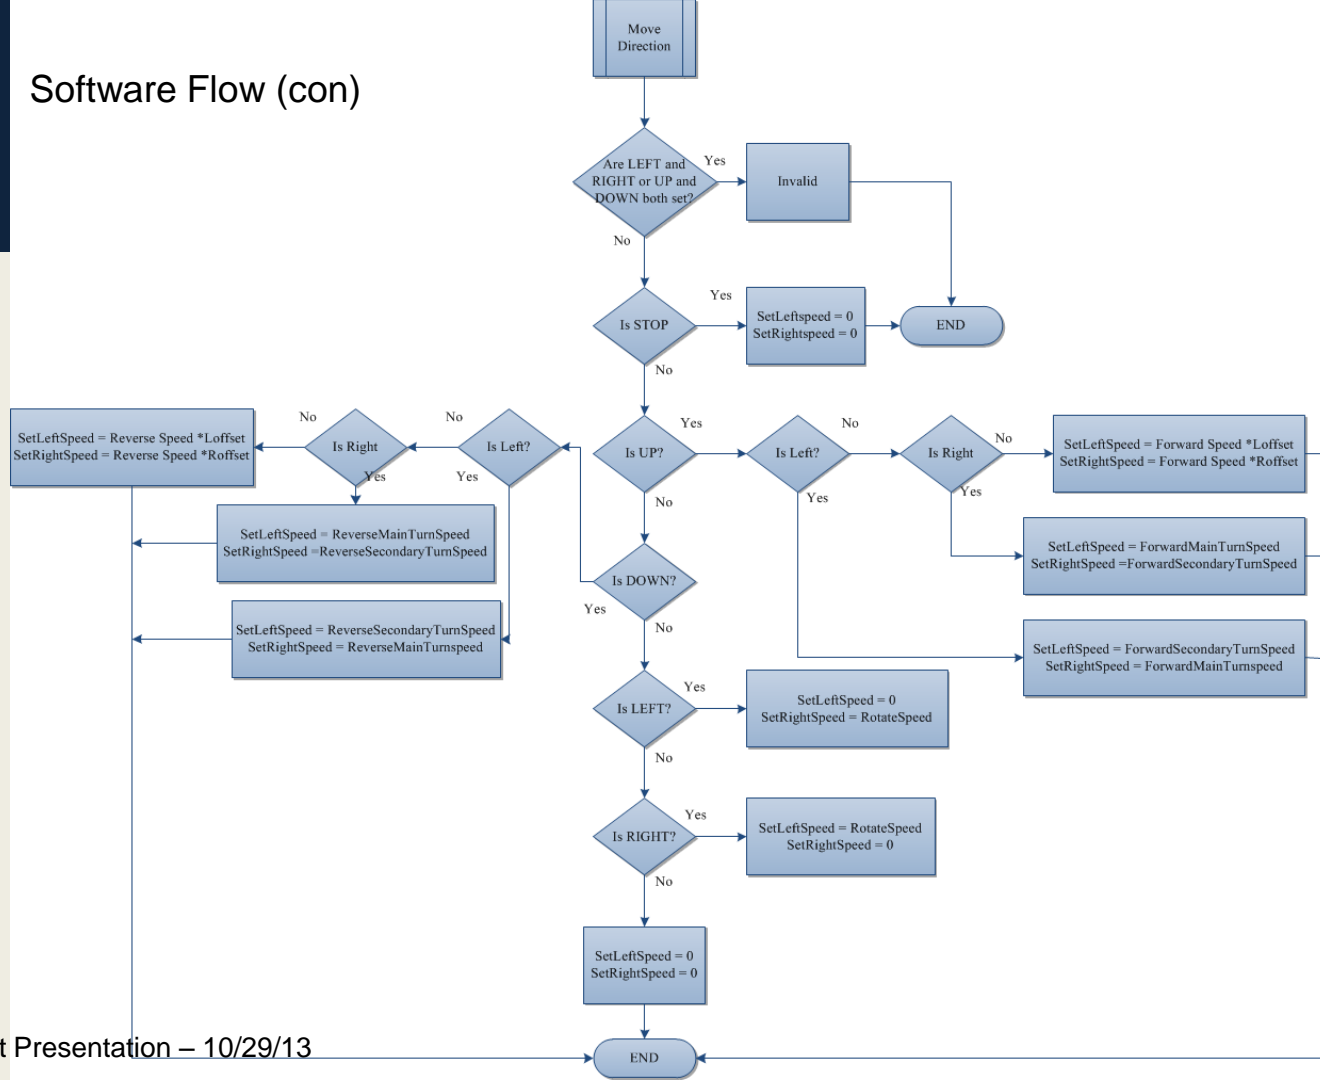 Move
Direction
Software Flow (con)
Are LEFT and
RIGHT or UP and
DOWN both set?
Yes
Invalid
No
Is STOP
Yes
SetLeftspeed = 0
SetRightspeed = 0
END
No
SetLeftSpeed = Reverse Speed *Loffset
SetRightSpeed = Reverse Speed *Roffset
No
Is Right
Yes
No
Is Left?
Yes
Is UP?
Yes
Is Left?
No
Is Right
No
SetLeftSpeed = Forward Speed *Loffset
SetRightSpeed = Forward Speed *Roffset
Yes
Yes
No
SetLeftSpeed = ReverseMainTurnSpeed
SetRightSpeed =ReverseSecondaryTurnSpeed
SetLeftSpeed = ForwardMainTurnSpeed
SetRightSpeed =ForwardSecondaryTurnSpeed
Is DOWN?
Yes
No
SetLeftSpeed = ReverseSecondaryTurnSpeed
SetRightSpeed = ReverseMainTurnspeed
SetLeftSpeed = ForwardSecondaryTurnSpeed
SetRightSpeed = ForwardMainTurnspeed
Is LEFT?
Yes
SetLeftSpeed = 0
SetRightSpeed = RotateSpeed
No
Is RIGHT?
Yes
SetLeftSpeed = RotateSpeed
SetRightSpeed = 0
No
SetLeftSpeed = 0
SetRightSpeed = 0
t Presentation – 10/29/13
END